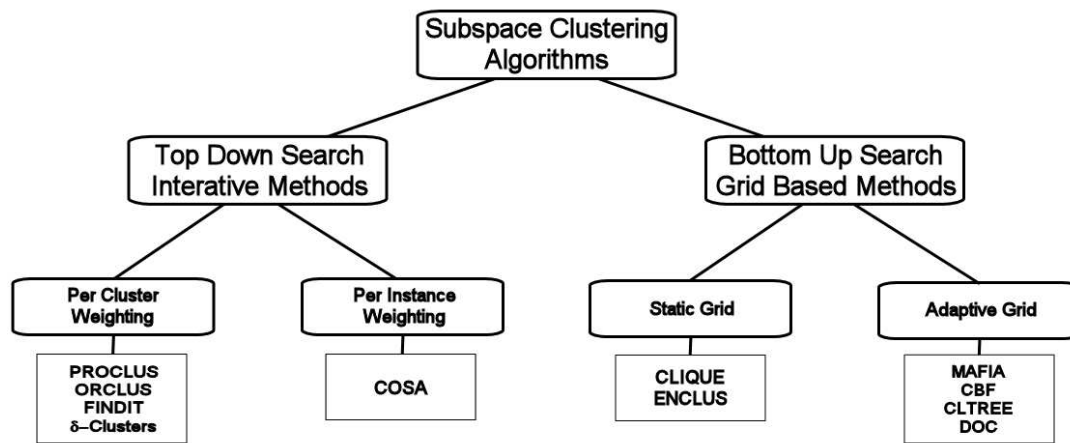 Subspace Clustering
Algorithms
Top Down Search
Interative Methods
Bottom Up Search
Grid Based Methods
Per Cluster
Weighting
Per Instance
Weighting
Static Grid
Adaptive Grid
PROCLUS
ORCLUS
FINDIT
δ–Clusters
COSA
CLIQUE
ENCLUS
MAFIA
CBF
CLTREE
DOC